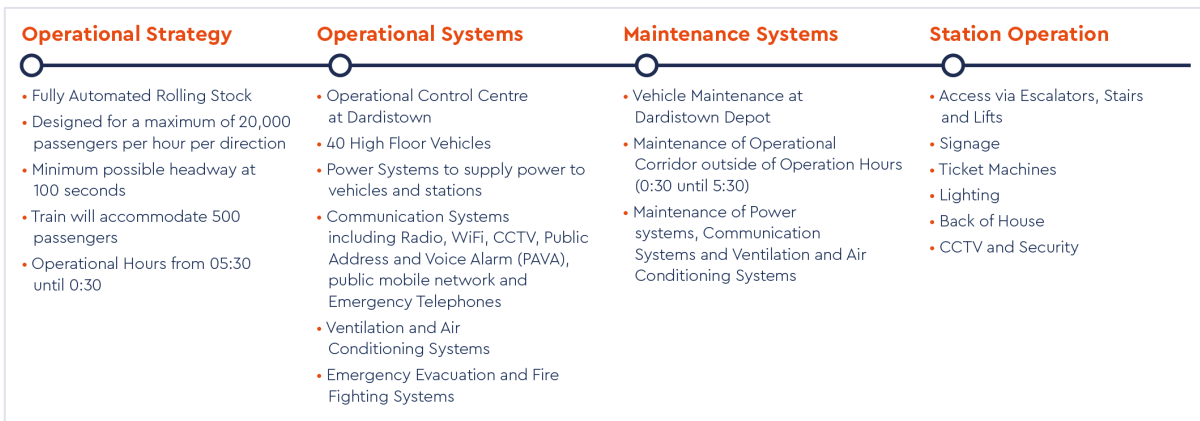 Operational Strategy
• Fully Automated Rolling Stock
• Designed for a maximum of 20,000
passengers per hour per direction
• Minimum possible headway at
100 seconds
• Train will accommodate 500
passengers
• Operational Hours from 05:30
until 0:30
Operational Systems
• Operational Control Centre
at Dardistown
• 40 High Floor Vehicles
• Power Systems to supply power to
vehicles and stations
• Communication Systems
including Radio, WiFi, CCTV, Public
Address and Voice Alarm (PAVA),
public mobile network and
Emergency Telephones
• Ventilation and Air
Conditioning Systems
• Emergency Evacuation and Fire
Fighting Systems
Maintenance Systems
• Vehicle Maintenance at
Dardistown Depot
• Maintenance of Operational
Corridor outside of Operation Hours
(0:30 until 5:30)
• Maintenance of Power
systems, Communication
Systems and Ventilation and Air
Conditioning Systems
Station Operation
• Access via Escalators, Stairs
and Lifts
• Signage
• Ticket Machines
• Lighting
• Back of House
• CCTV and Security